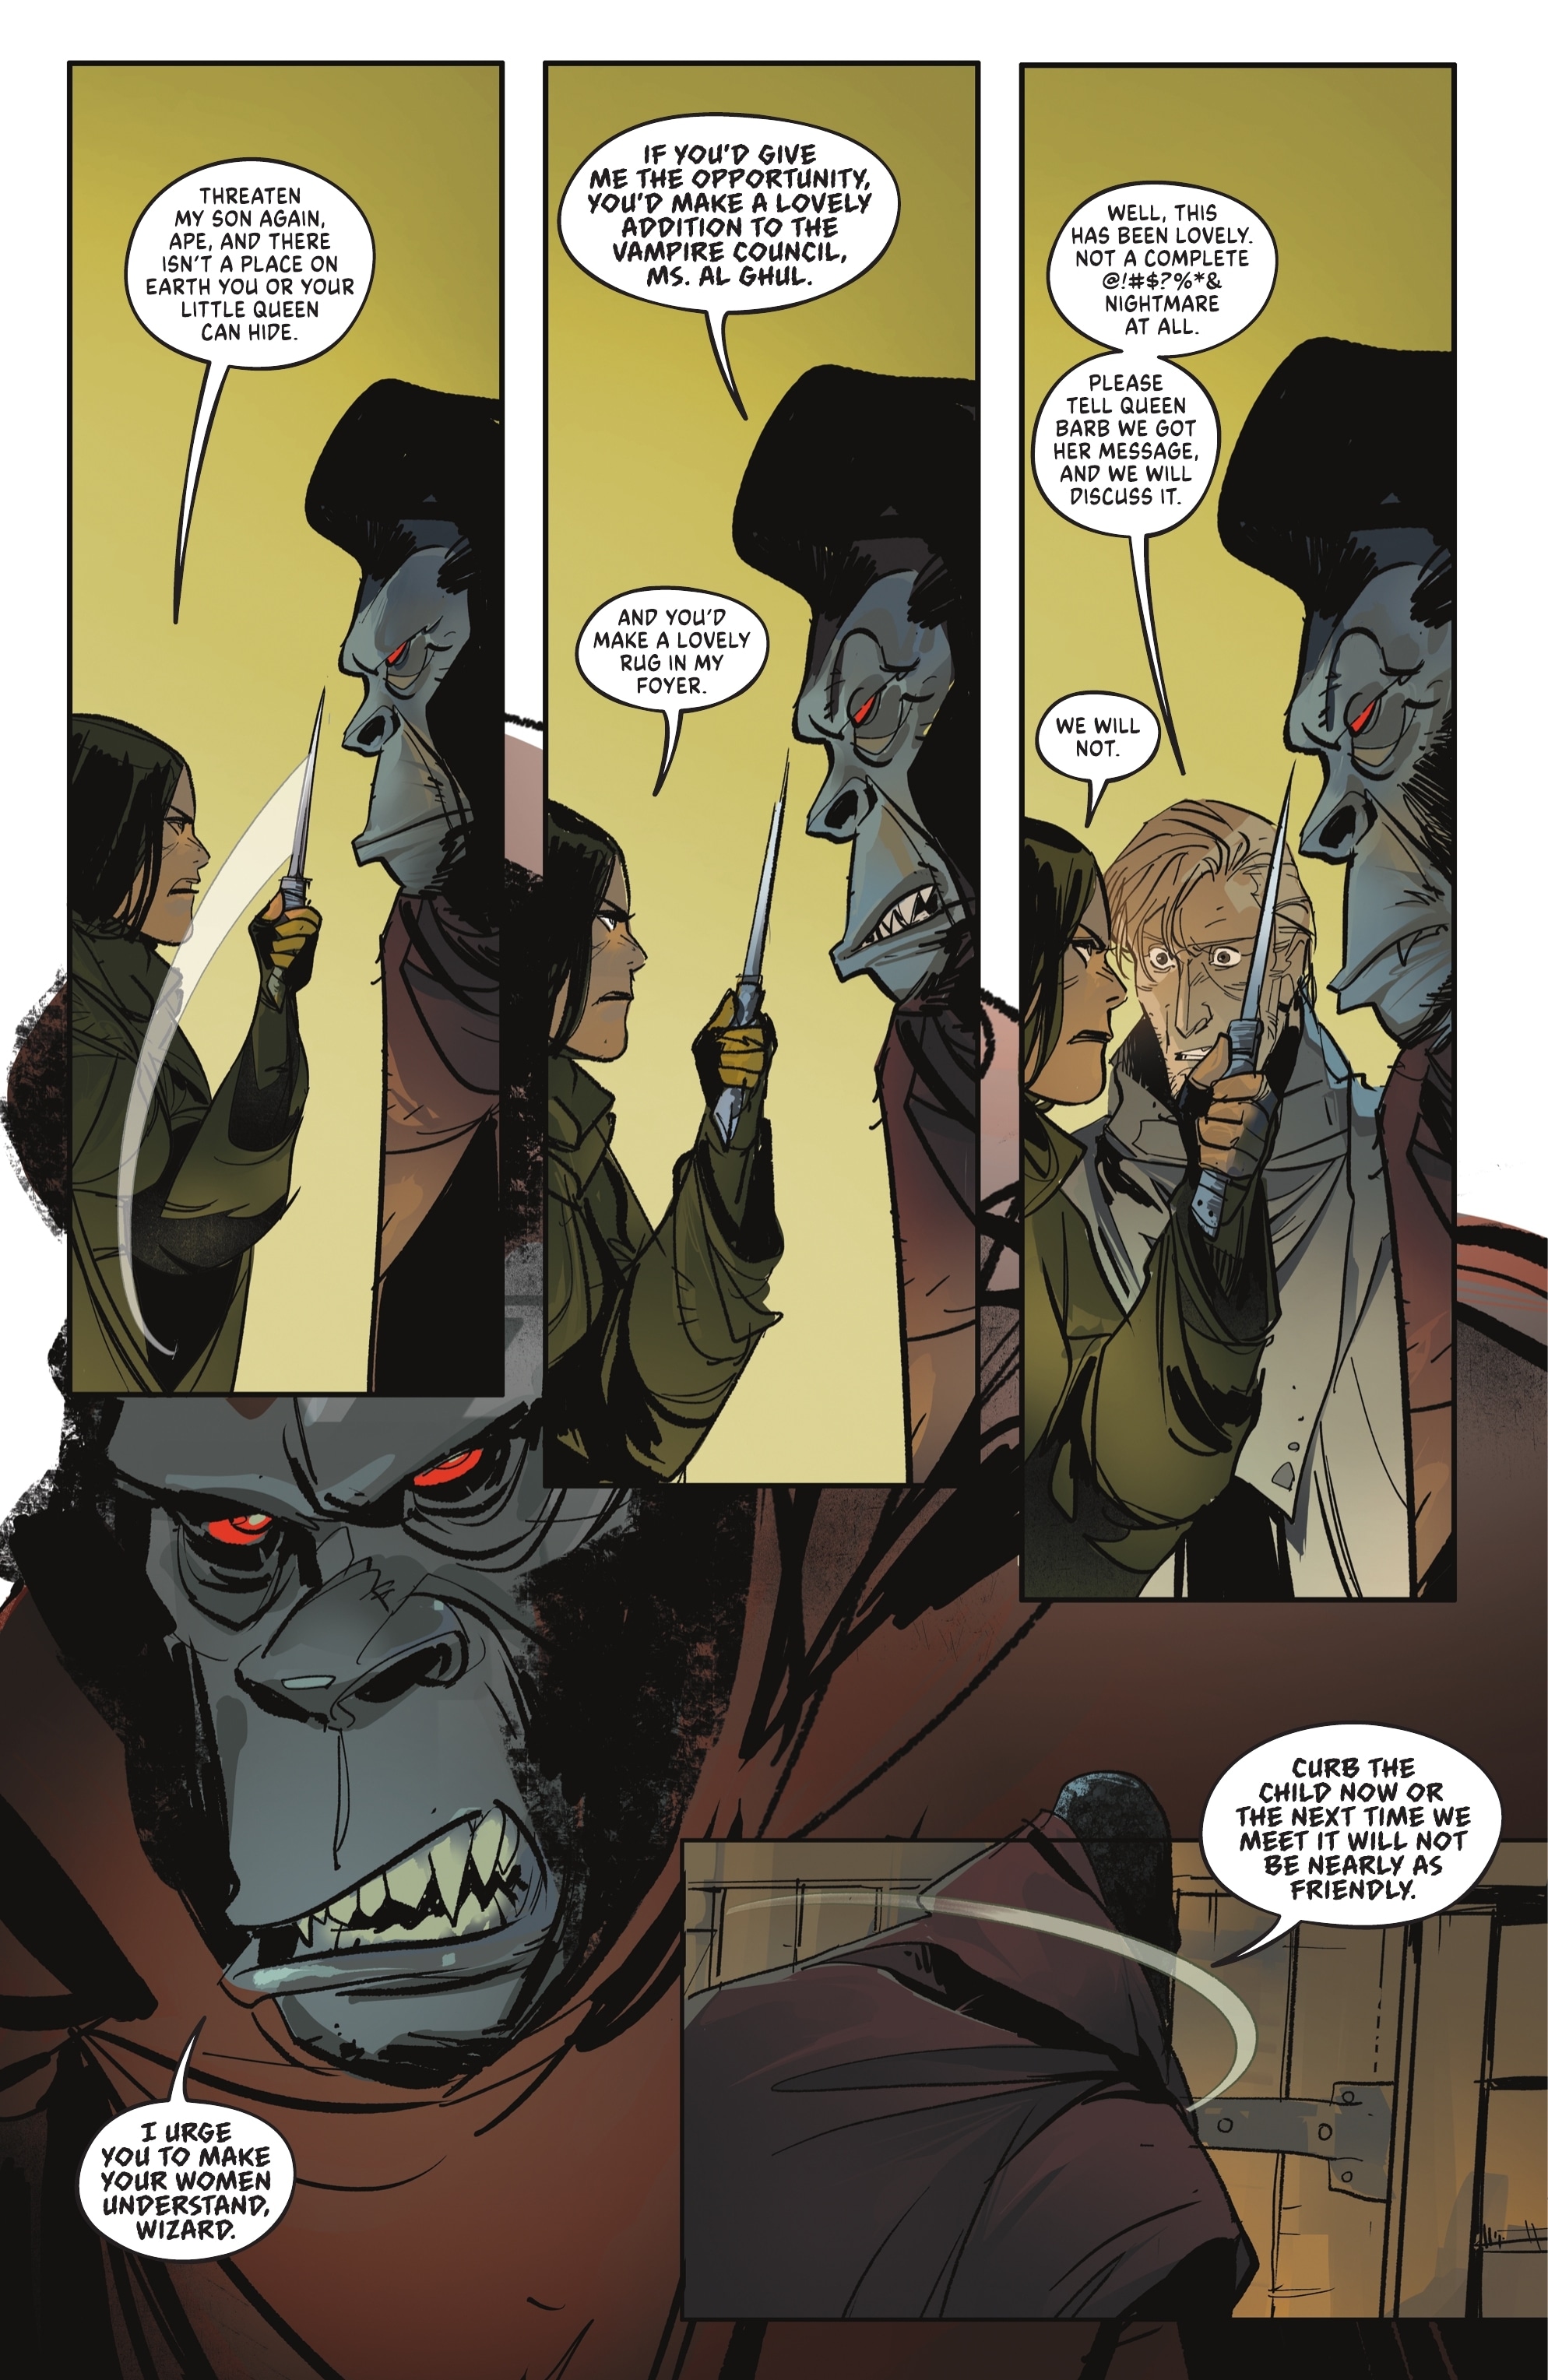 THREATEN
MY SON AGAIN,
APE, AND THERE
ISN'T A PLACE ON
EARTH YOU OR YOUR
LITTLE QUEEN
CAN HIDE.
IF YOU'D GIVE
ME THE OPPORTUNITY,
YOU'D MAKE A LOVELY
ADDITION TO THE
VAMPIRE COUNCIL,
MS. AL GHUL.
AND YOU'D
MAKE A LOVELY
RUG IN MY
FOYER.
WELL, THIS
HAS BEEN LOVELY.
NOT A COMPLETE
@!#$?%*&
NIGHTMARE
AT ALL.
PLEASE
TELL QUEEN
BARB WE GOT
HER MESSAGE,
AND WE WILL
DISCUSS IT.
WE WILL
NOT.
I URGE
YOU TO MAKE
YOUR WOMEN
UNDERSTAND,
WIZARD.
CURB THE
CHILD NOW OR
THE NEXT TIME WE
MEET IT WILL NOT
BE NEARLY AS
FRIENDLY.